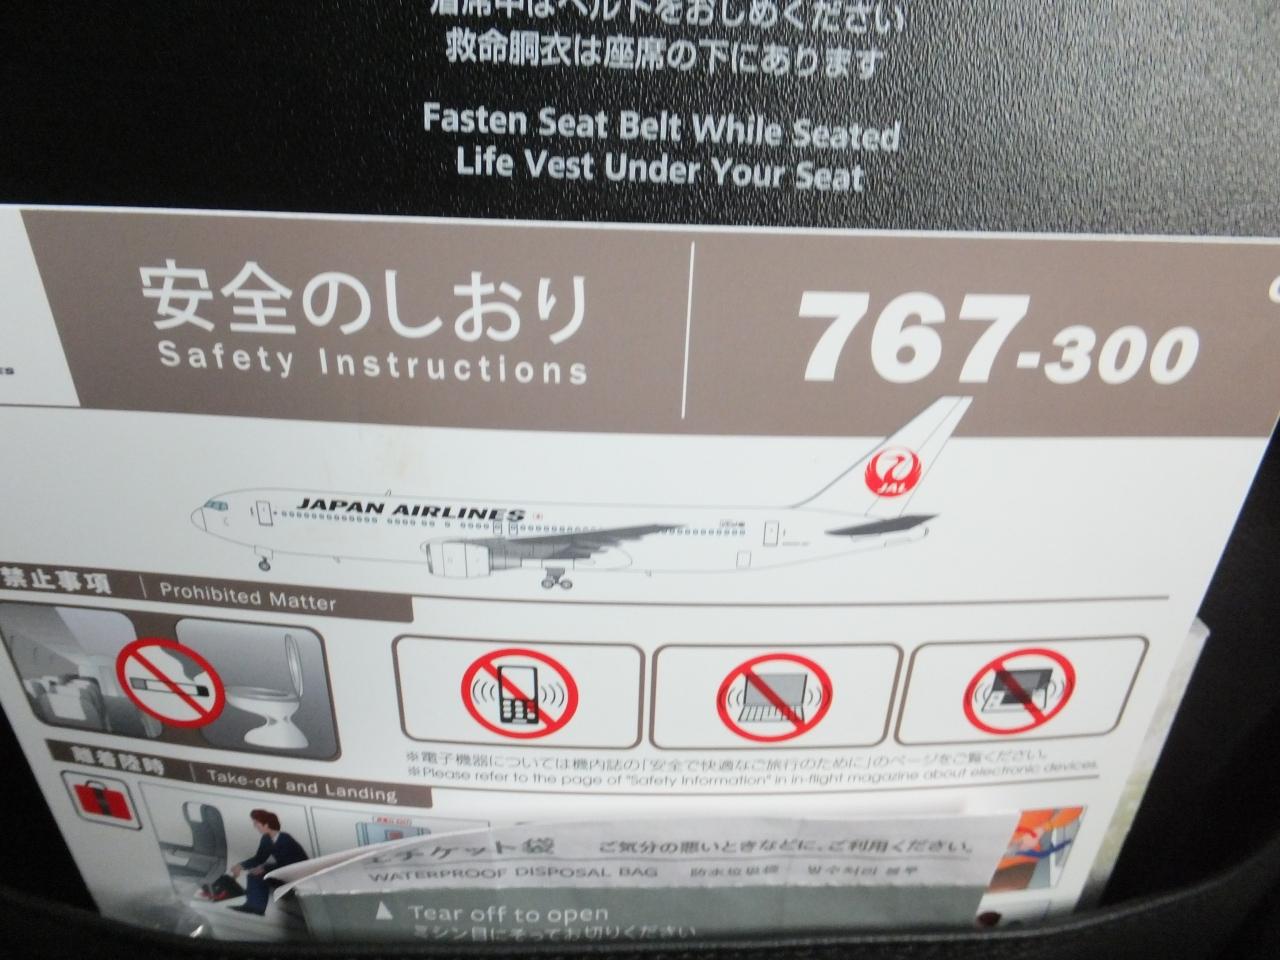 着席中はベルトをおしめください
救命胴衣は座席の下にあります
Fasten Seat Belt While Seated
Life Vest Under Your Seat
安全のしおり
Safety Instructions
767-300
JAPAN AIRLINES
JAL
禁止事項
Prohibited Matter
※電子機器については機内誌の「安全で快適なご旅行のために」のページをご覧ください。
※Please refer to the page of "Safety Information" in in-flight magazine about electronic devices.
離着陸時
Take-off and Landing
エチケット袋 ご気分の悪いときなどに、ご利用ください。
WATERPROOF DISPOSAL BAG 防水垃圾袋 방수처리 봉투
▲ Tear off to open
ミシン目にそってお切りください